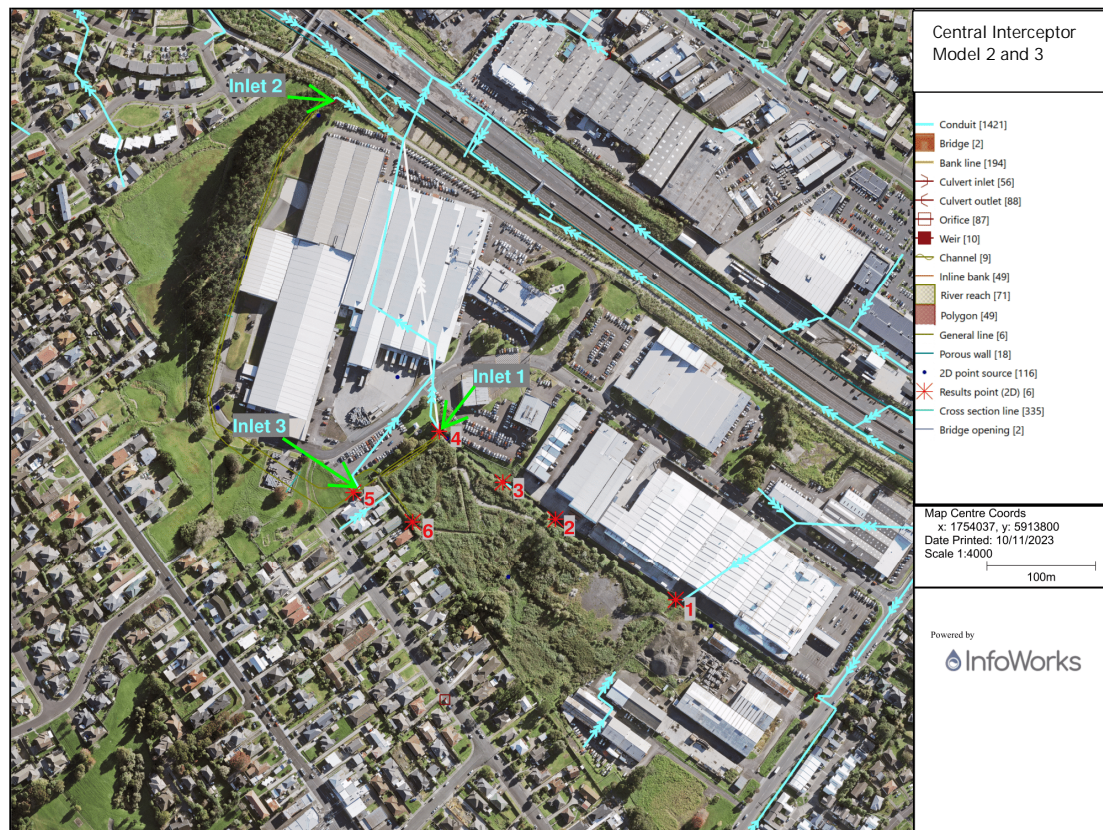 Central Interceptor
Model 2 and 3
Inlet 2
Inlet 1
Inlet 3
4
3
5
6
2
1
Conduit [1421]
Bridge [2]
Bank line [194]
Culvert inlet [56]
Culvert outlet [88]
Orifice [87]
Weir [10]
Channel [9]
Inline bank [49]
River reach [71]
Polygon [49]
General line [6]
Porous wall [18]
2D point source [116]
Results point (2D) [6]
Cross section line [335]
Bridge opening [2]
Map Centre Coords
x: 1754037, y: 5913800
Date Printed: 10/11/2023
Scale 1:4000
100m
Powered by
InfoWorks